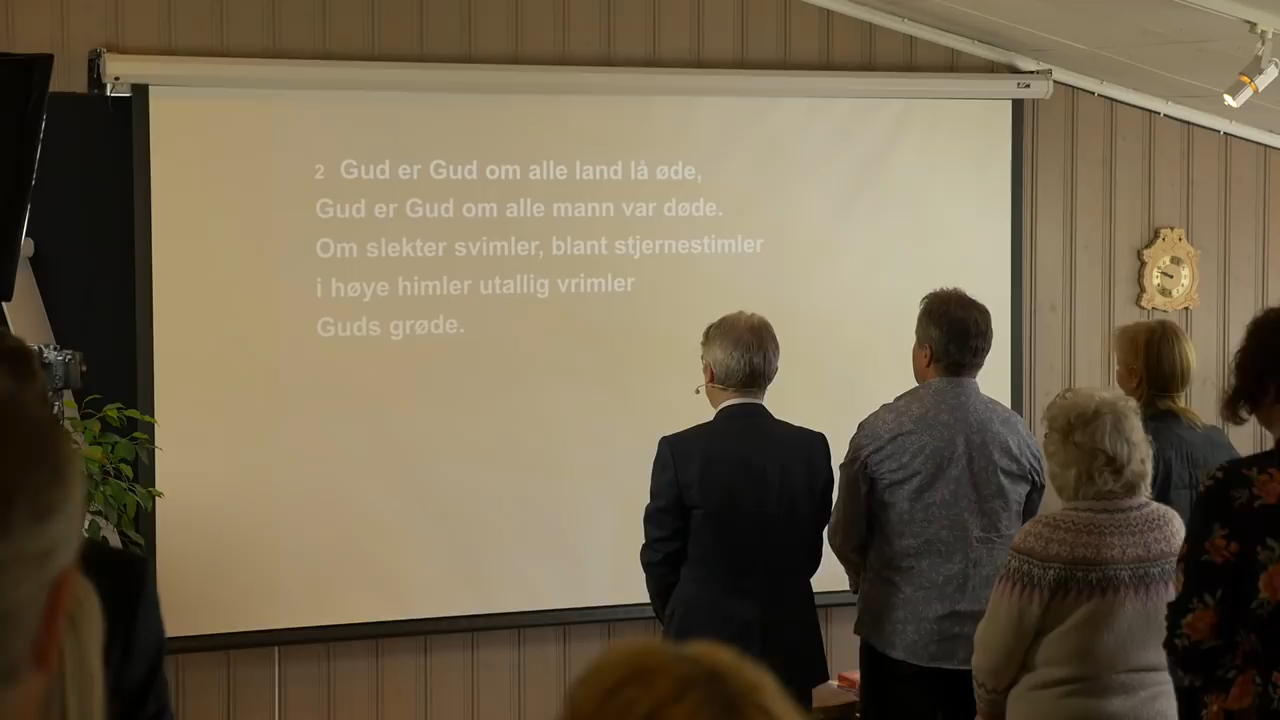 2 Gud er Gud om alle land lå øde,
Gud er Gud om alle mann var døde.
Om slekter svimler, blant stjernestimler
i høye himler utallig vrimler
Guds grøde.